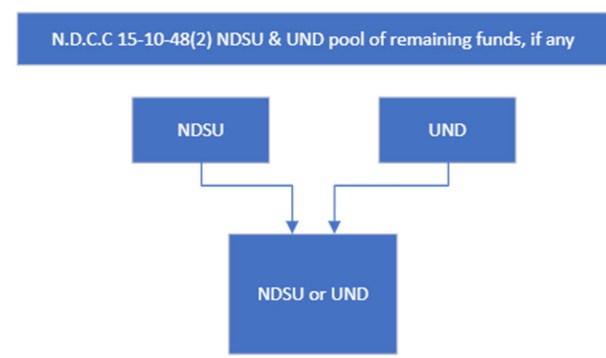 N.D.C.C 15-10-48(2) NDSU & UND pool of remaining funds, if any
NDSU
UND
NDSU or UND